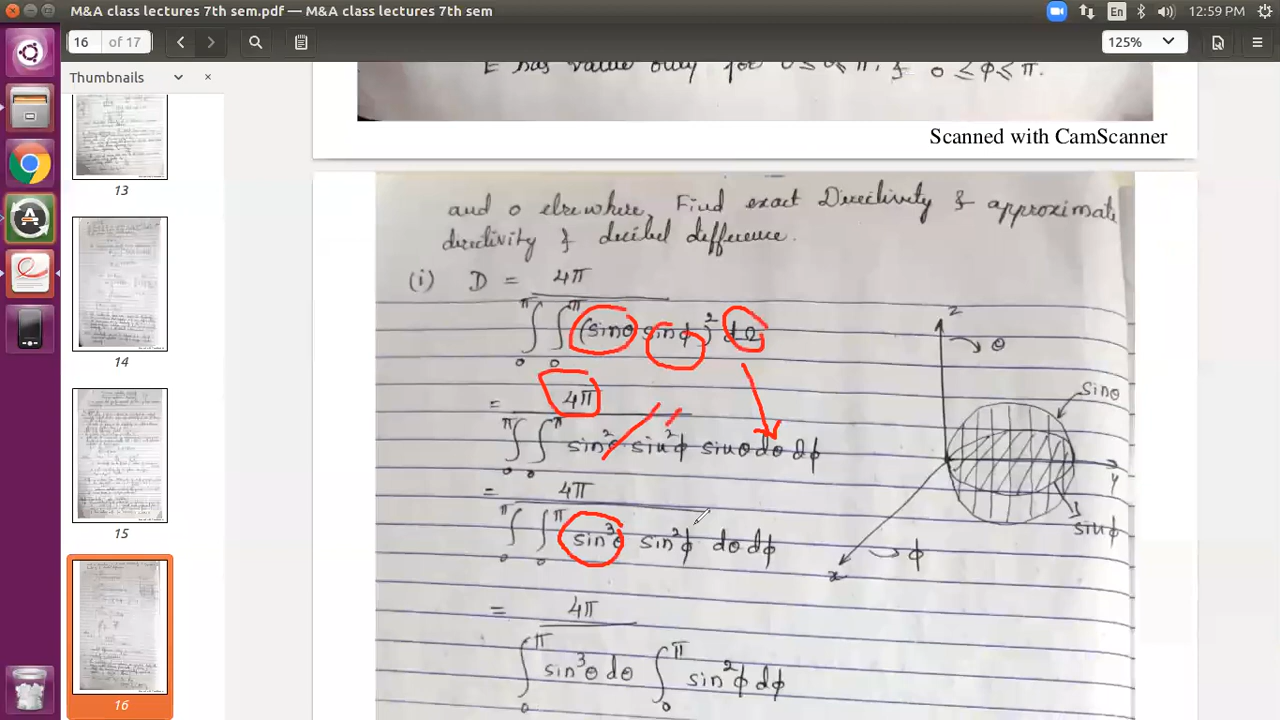 M&A class lectures 7th sem.pdf — M&A class lectures 7th sem
En
12:59 PM
16 of 17
125%
Thumbnails
13
14
15
16
E has value only for 0 ≤ θ ≤ π. & 0 ≤ ϕ ≤ π.
Scanned with CamScanner
and 0 elsewhere, Find exact Directivity & approximate
directivity & decibel difference.
(i) D = 4π
π∫0 π∫0 (sinθ sinϕ)² dΩ
= 4π
π∫0 π∫0 sin²θ sin²ϕ sinθ dθ dϕ
= 4π
π∫0 π∫0 sin³θ sin²ϕ dθ dϕ
= 4π
∫0 π sin³θ dθ ∫0 π sin²ϕ dϕ
z
θ
sinθ
y
sinϕ
ϕ
x